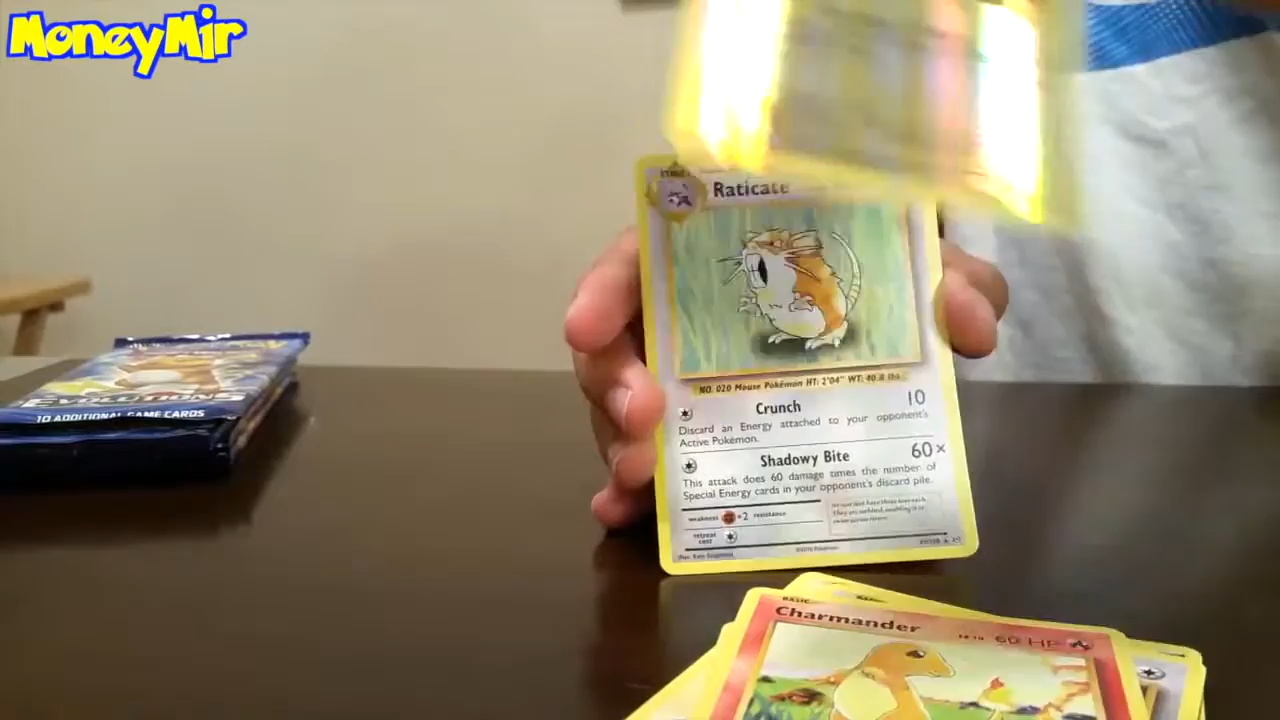 MoneyMir
Raticate
NO. 020 Mouse Pokémon HT: 2'04" WT: 40.8 lbs.
Crunch 10
Discard an Energy attached to your opponent's
Active Pokémon.
Shadowy Bite 60×
This attack does 60 damage times the number of
Special Energy cards in your opponent's discard pile.
weakness ×2 resistance
retreat
cost
EVOLUTIONS
10 ADDITIONAL GAME CARDS
BASIC
Charmander 60 HP